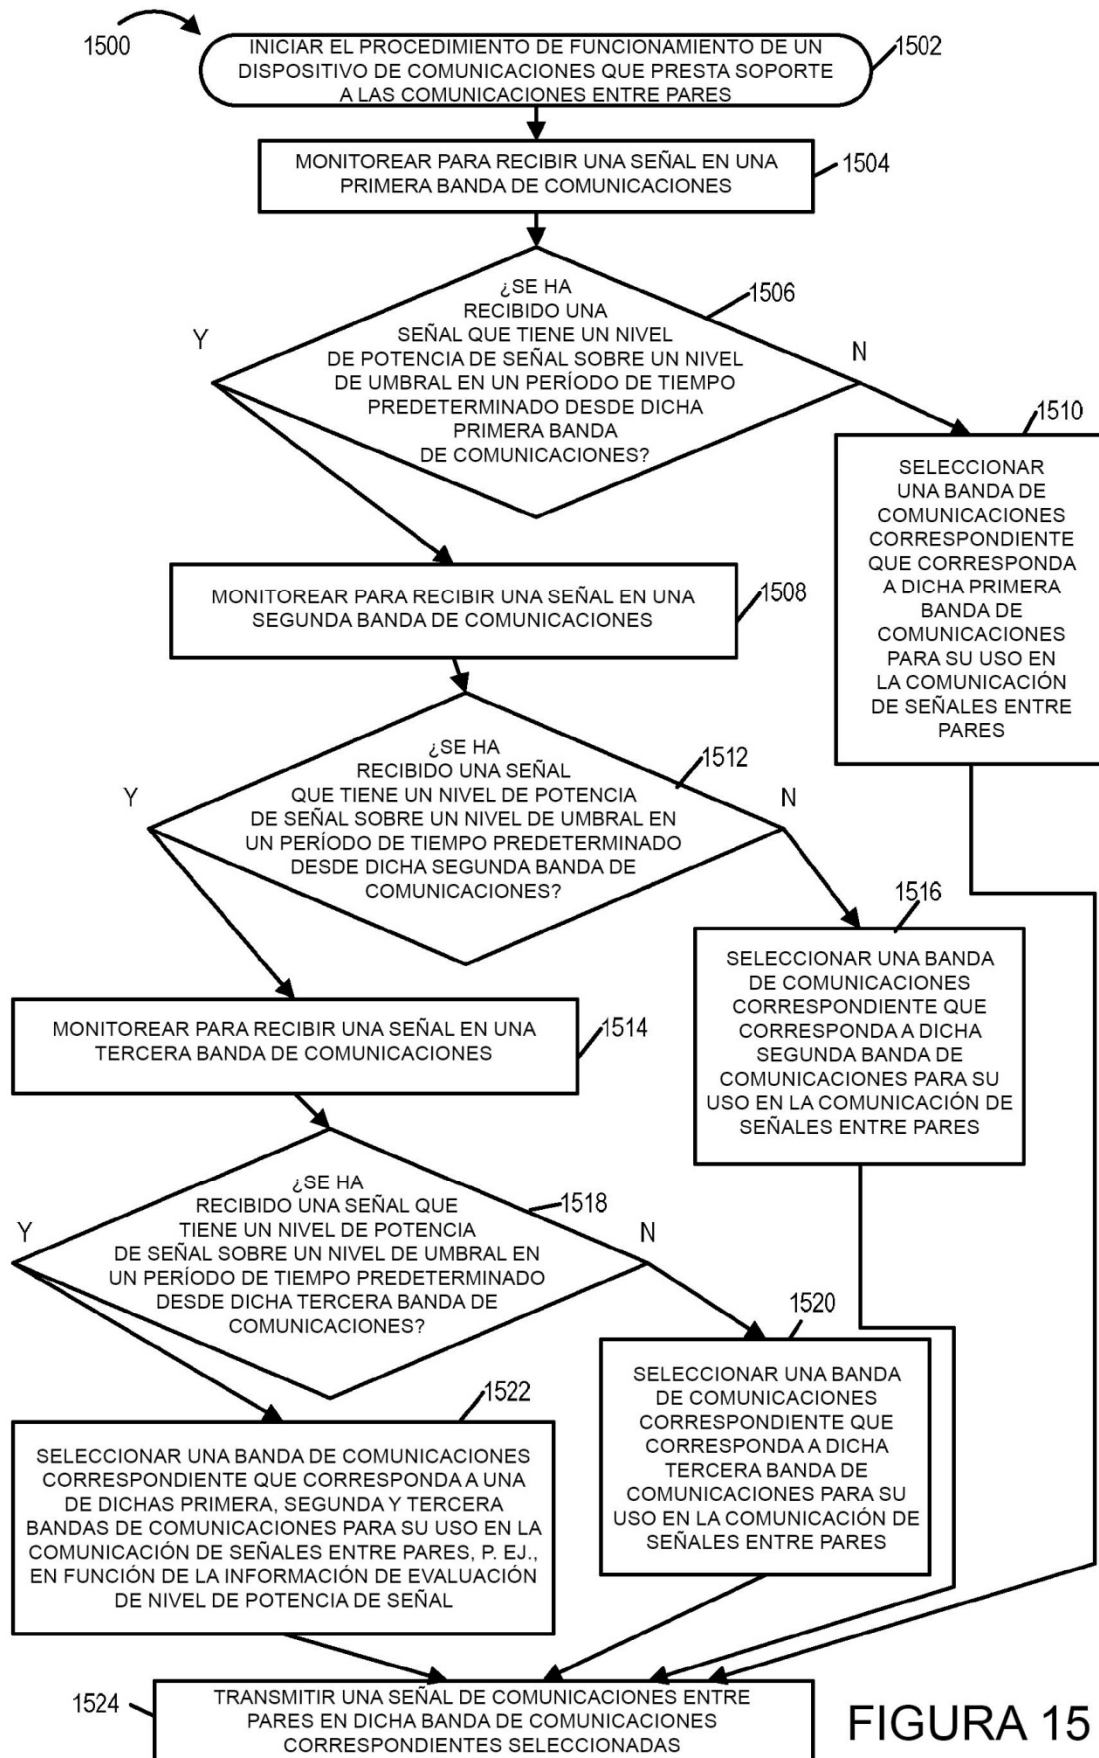 1500
INICIAR EL PROCEDIMIENTO DE FUNCIONAMIENTO DE UN
DISPOSITIVO DE COMUNICACIONES QUE PRESTA SOPORTE
A LAS COMUNICACIONES ENTRE PARES
1502
MONITOREAR PARA RECIBIR UNA SEÑAL EN UNA
PRIMERA BANDA DE COMUNICACIONES
1504
¿SE HA
RECIBIDO UNA
SEÑAL QUE TIENE UN NIVEL
DE POTENCIA DE SEÑAL SOBRE UN NIVEL
DE UMBRAL EN UN PERÍODO DE TIEMPO
PREDETERMINADO DESDE DICHA
PRIMERA BANDA
DE COMUNICACIONES?
1506
Y
N
1510
SELECCIONAR
UNA BANDA DE
COMUNICACIONES
CORRESPONDIENTE
QUE CORRESPONDA
A DICHA PRIMERA
BANDA DE
COMUNICACIONES
PARA SU USO EN
LA COMUNICACIÓN
DE SEÑALES ENTRE
PARES
MONITOREAR PARA RECIBIR UNA SEÑAL EN UNA
SEGUNDA BANDA DE COMUNICACIONES
1508
¿SE HA
RECIBIDO UNA SEÑAL
QUE TIENE UN NIVEL DE POTENCIA
DE SEÑAL SOBRE UN NIVEL DE UMBRAL EN
UN PERÍODO DE TIEMPO PREDETERMINADO
DESDE DICHA SEGUNDA BANDA DE
COMUNICACIONES?
1512
Y
N
1516
SELECCIONAR UNA BANDA
DE COMUNICACIONES
CORRESPONDIENTE QUE
CORRESPONDA A DICHA
SEGUNDA BANDA DE
COMUNICACIONES PARA SU
USO EN LA COMUNICACIÓN DE
SEÑALES ENTRE PARES
MONITOREAR PARA RECIBIR UNA SEÑAL EN UNA
TERCERA BANDA DE COMUNICACIONES
1514
¿SE HA
RECIBIDO UNA SEÑAL QUE
TIENE UN NIVEL DE POTENCIA
DE SEÑAL SOBRE UN NIVEL DE UMBRAL EN
UN PERÍODO DE TIEMPO PREDETERMINADO
DESDE DICHA TERCERA BANDA DE
COMUNICACIONES?
1518
Y
N
1520
SELECCIONAR UNA BANDA
DE COMUNICACIONES
CORRESPONDIENTE QUE
CORRESPONDA A DICHA
TERCERA BANDA DE
COMUNICACIONES PARA SU
USO EN LA COMUNICACIÓN DE
SEÑALES ENTRE PARES
1522
SELECCIONAR UNA BANDA DE COMUNICACIONES
CORRESPONDIENTE QUE CORRESPONDA A UNA
DE DICHAS PRIMERA, SEGUNDA Y TERCERA
BANDAS DE COMUNICACIONES PARA SU USO EN LA
COMUNICACIÓN DE SEÑALES ENTRE PARES, P. EJ.,
EN FUNCIÓN DE LA INFORMACIÓN DE EVALUACIÓN
DE NIVEL DE POTENCIA DE SEÑAL
1524
TRANSMITIR UNA SEÑAL DE COMUNICACIONES ENTRE
PARES EN DICHA BANDA DE COMUNICACIONES
CORRESPONDIENTES SELECCIONADAS
FIGURA 15